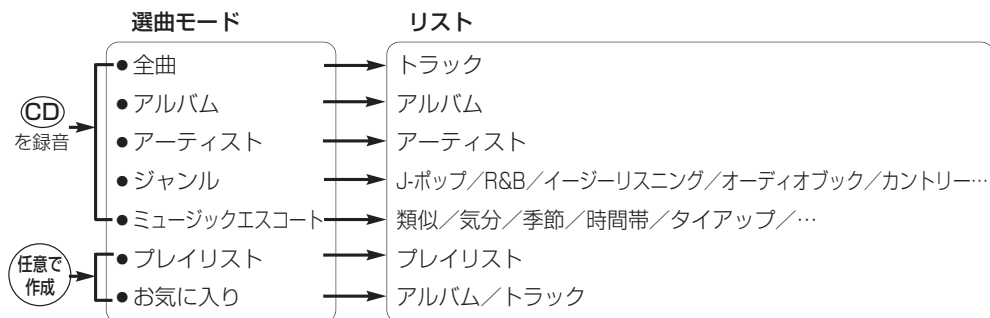 選曲モード リスト
●全曲 トラック
●アルバム アルバム
CD
を録音
●アーティスト アーティスト
●ジャンル J-ポップ／R&B／イージーリスニング／オーディオブック／カントリー…
●ミュージックエスコート 類似／気分／季節／時間帯／タイアップ／…
任意で
作成
●プレイリスト プレイリスト
●お気に入り アルバム／トラック